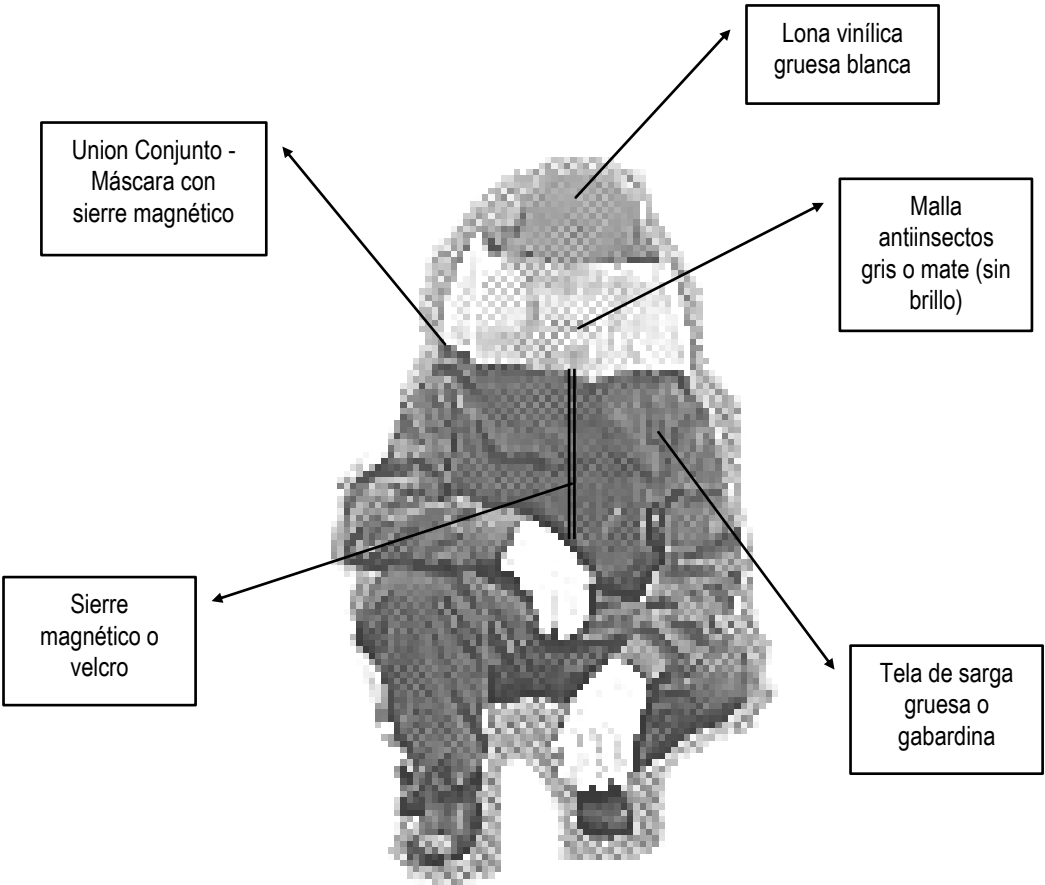 Lona vinílica
gruesa blanca
Union Conjunto -
Máscara con
sierre magnético
Malla
antiinsectos
gris o mate (sin
brillo)
Sierre
magnético o
velcro
Tela de sarga
gruesa o
gabardina